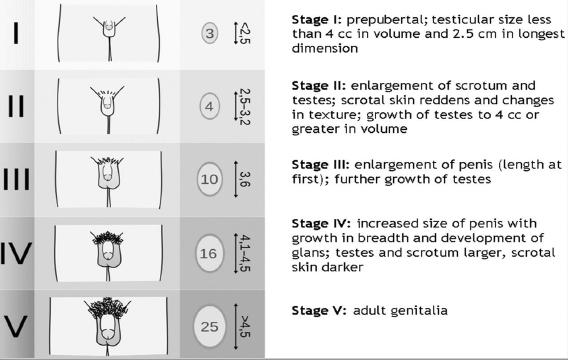 I
3
<2,5
Stage I: prepubertal; testicular size less
than 4 cc in volume and 2.5 cm in longest
dimension
II
4
2,5-3,2
Stage II: enlargement of scrotum and
testes; scrotal skin reddens and changes
in texture; growth of testes to 4 cc or
greater in volume
III
10
3,6
Stage III: enlargement of penis (length at
first); further growth of testes
IV
16
4,1-4,5
Stage IV: increased size of penis with
growth in breadth and development of
glans; testes and scrotum larger, scrotal
skin darker
V
25
>4,5
Stage V: adult genitalia